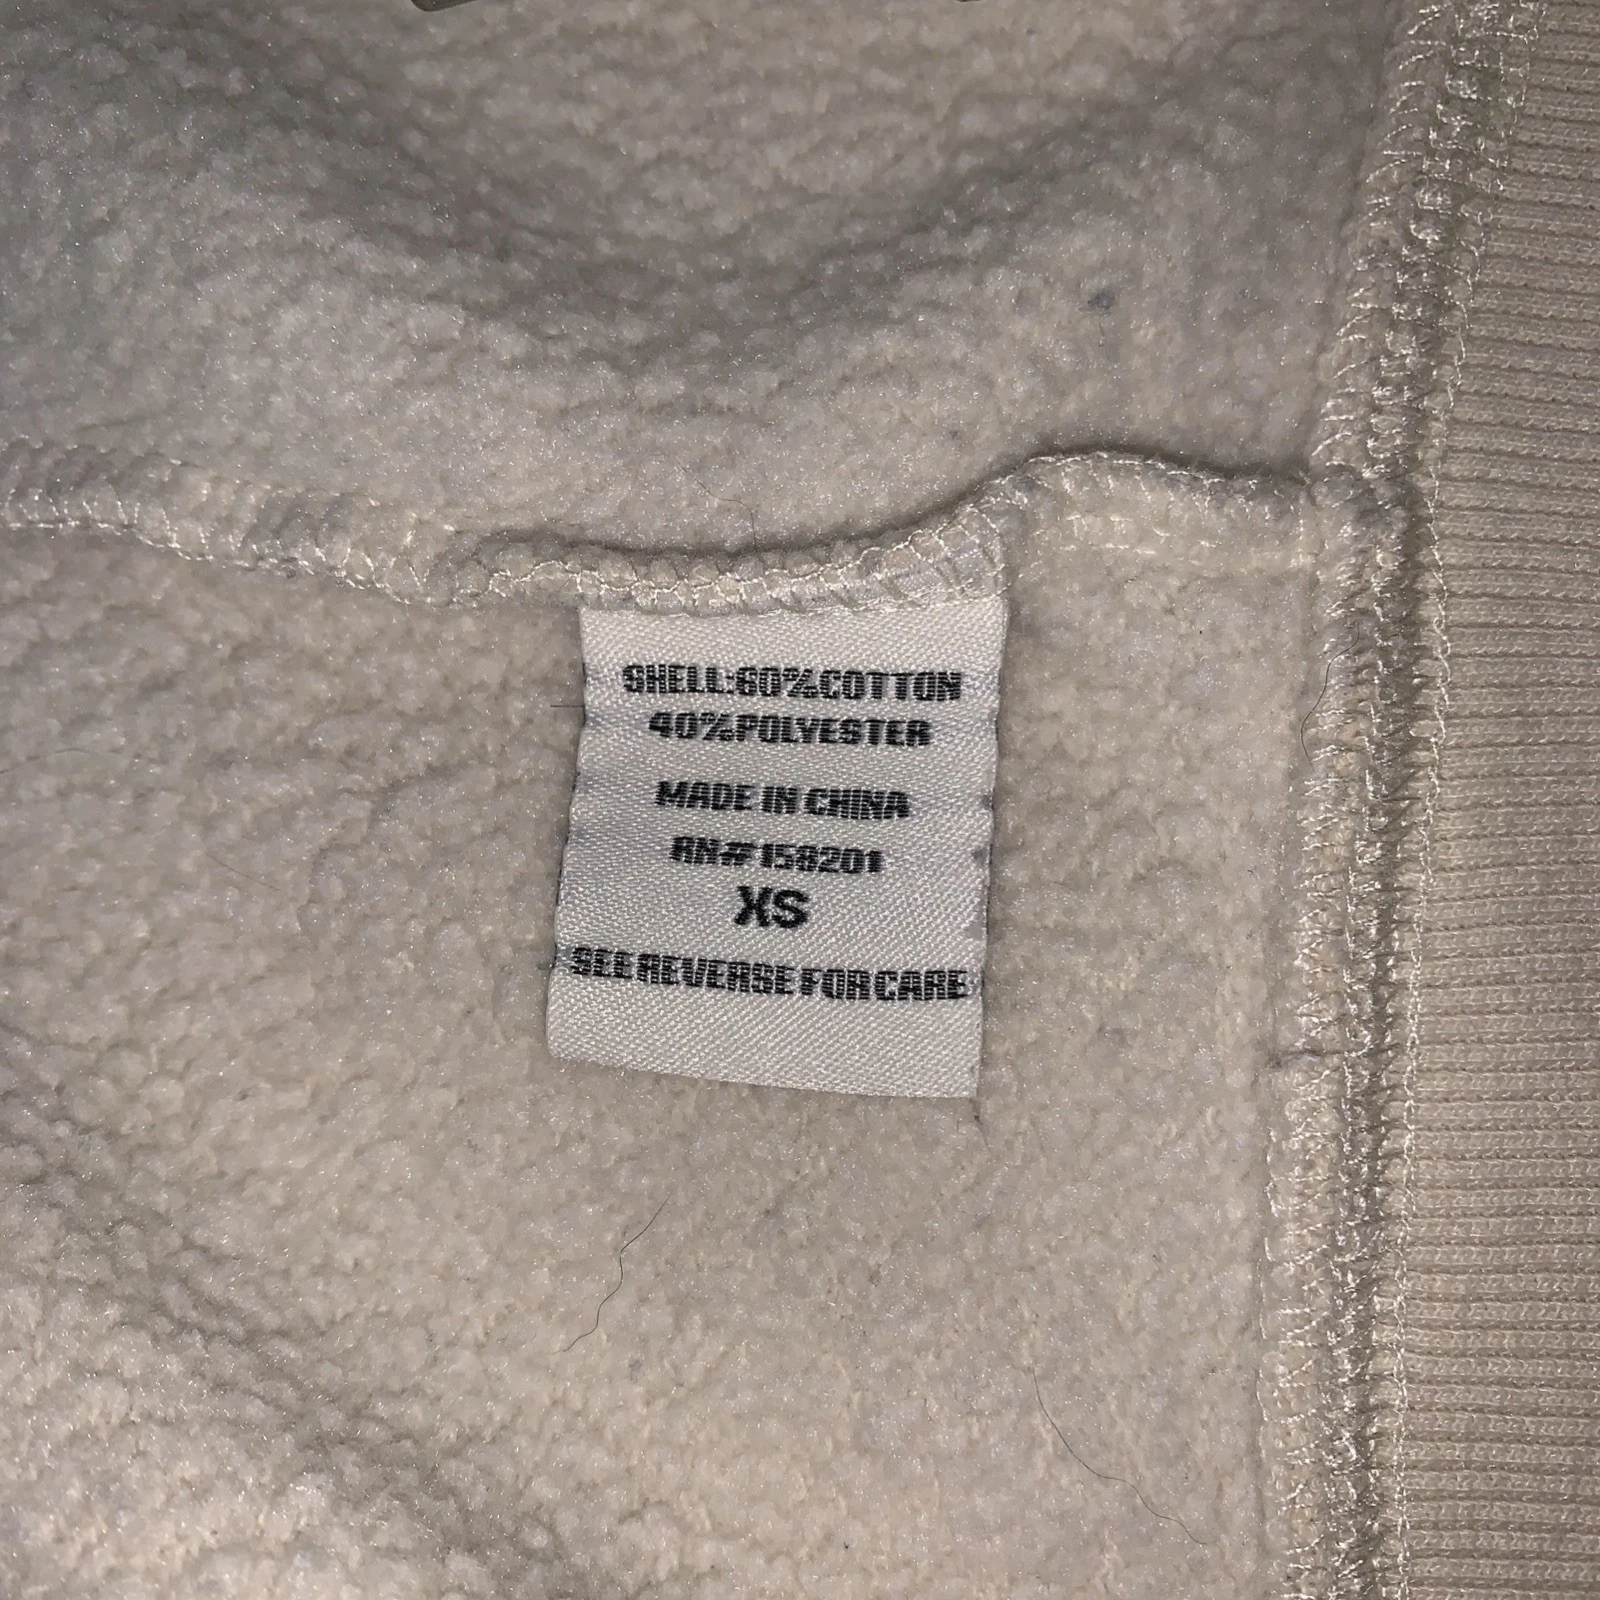 SHELL:60%COTTON
40%POLYESTER
MADE IN CHINA
RN#158201
XS
SEE REVERSE FOR CARE